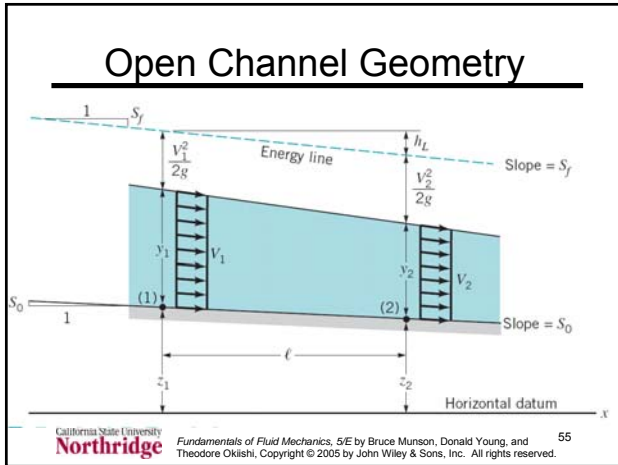 Open Channel Geometry
1
S_f
V_1^2
2g
Energy line
h_L
V_2^2
2g
Slope = S_f
y_1
V_1
y_2
V_2
S_0
1
(1)
(2)
Slope = S_0
ℓ
z_1
z_2
Horizontal datum
x
California State University
Northridge
Fundamentals of Fluid Mechanics, 5/E by Bruce Munson, Donald Young, and
Theodore Okiishi, Copyright © 2005 by John Wiley & Sons, Inc. All rights reserved.
55